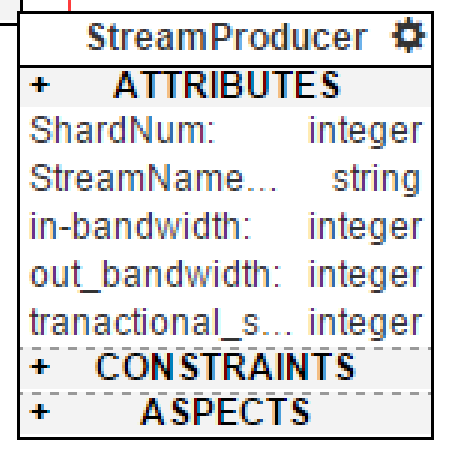 StreamProducer
+ ATTRIBUTES
ShardNum: integer
StreamName... string
in-bandwidth: integer
out_bandwidth: integer
tranactional_s... integer
+ CONSTRAINTS
+ ASPECTS